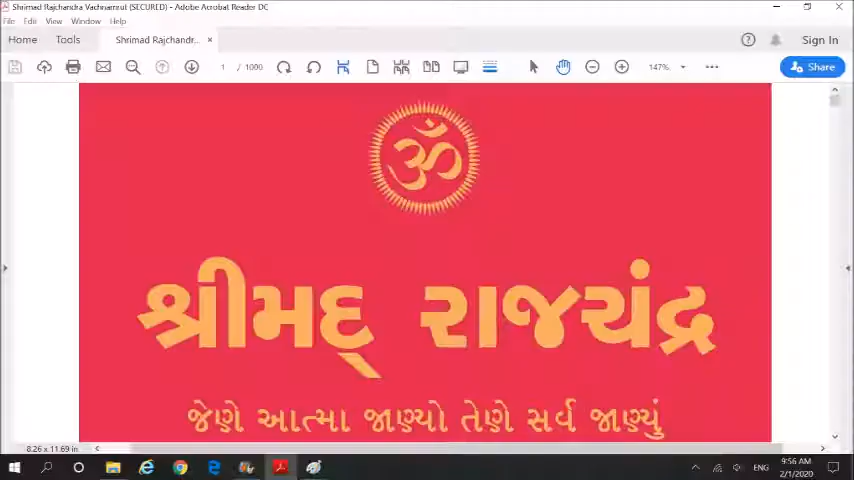 Shrimad Rajchandra Vachnamrut (SECURED) - Adobe Acrobat Reader DC
File Edit View Window Help
Home Tools Shrimad Rajchandr... × Sign In
1 / 1000 147% Share
ૐ
શ્રીમદ્ રાજચંદ્ર
જેણે આત્મા જાણ્યો તેણે સર્વ જાણ્યું
8.26 x 11.69 in
ENG 9:56 AM
2/1/2020